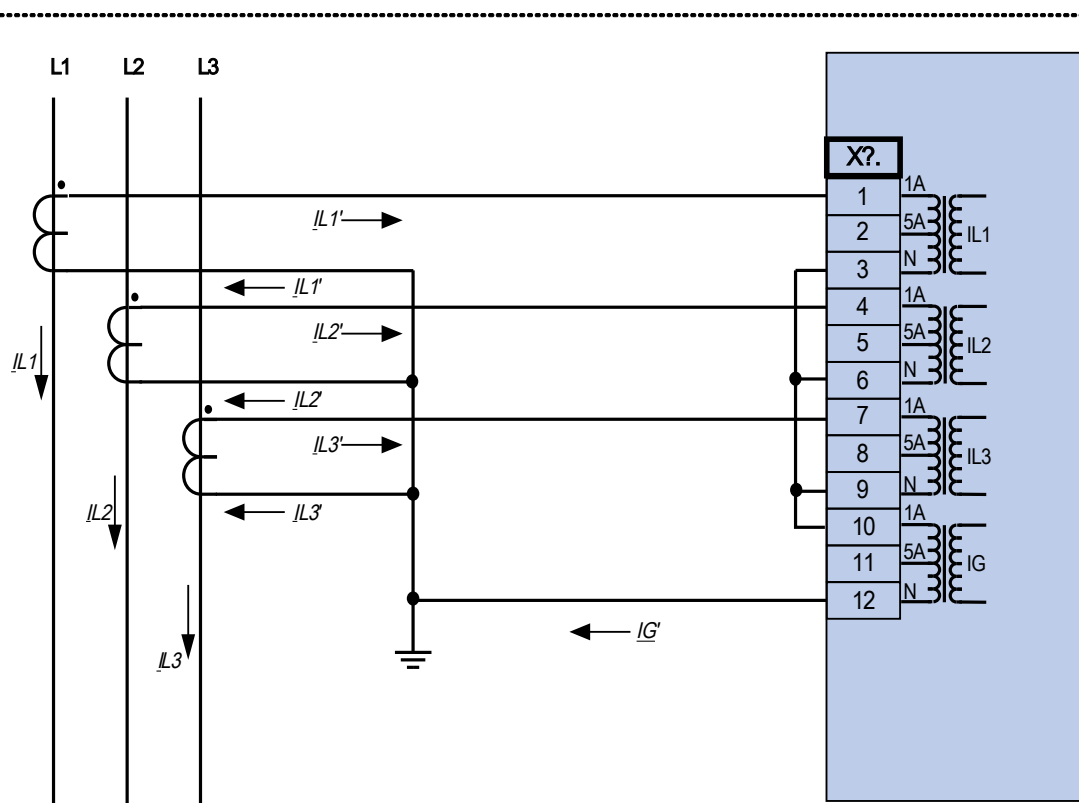 L1 L2 L3
X?.
1 1A
2 5A IL1
3 N
4 1A
5 5A IL2
6 N
7 1A
8 5A IL3
9 N
10 1A
11 5A IG
12 N
IL1'
IL1'
IL2'
IL1
IL2'
IL3'
IL2
IL3'
IG'
IL3